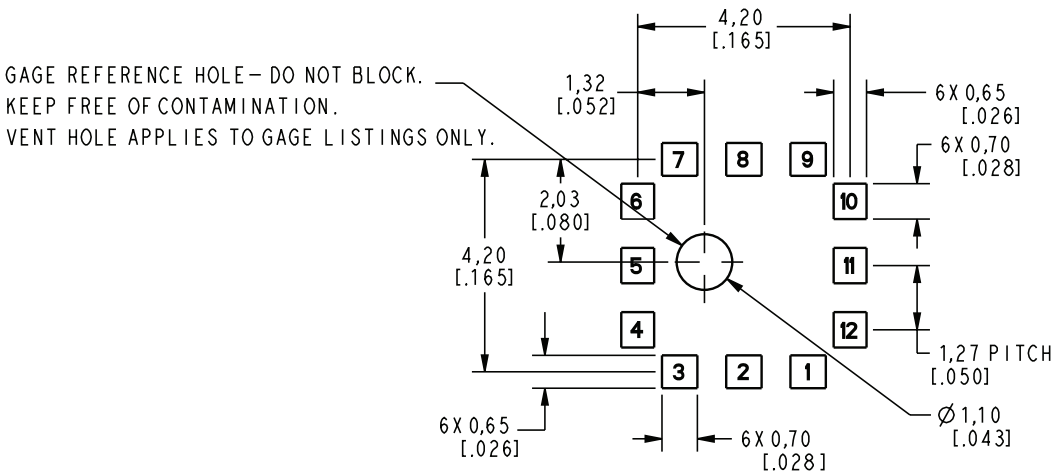 4,20
[.165]
GAGE REFERENCE HOLE– DO NOT BLOCK.
KEEP FREE OF CONTAMINATION.
VENT HOLE APPLIES TO GAGE LISTINGS ONLY.
1,32
[.052]
6X 0,65
[.026]
6X 0,70
[.028]
7
8
9
6
10
2,03
[.080]
4,20
[.165]
5
11
4
12
1,27 PITCH
[.050]
3
2
1
6X 0,65
[.026]
6X 0,70
[.028]
Ø 1,10
[.043]